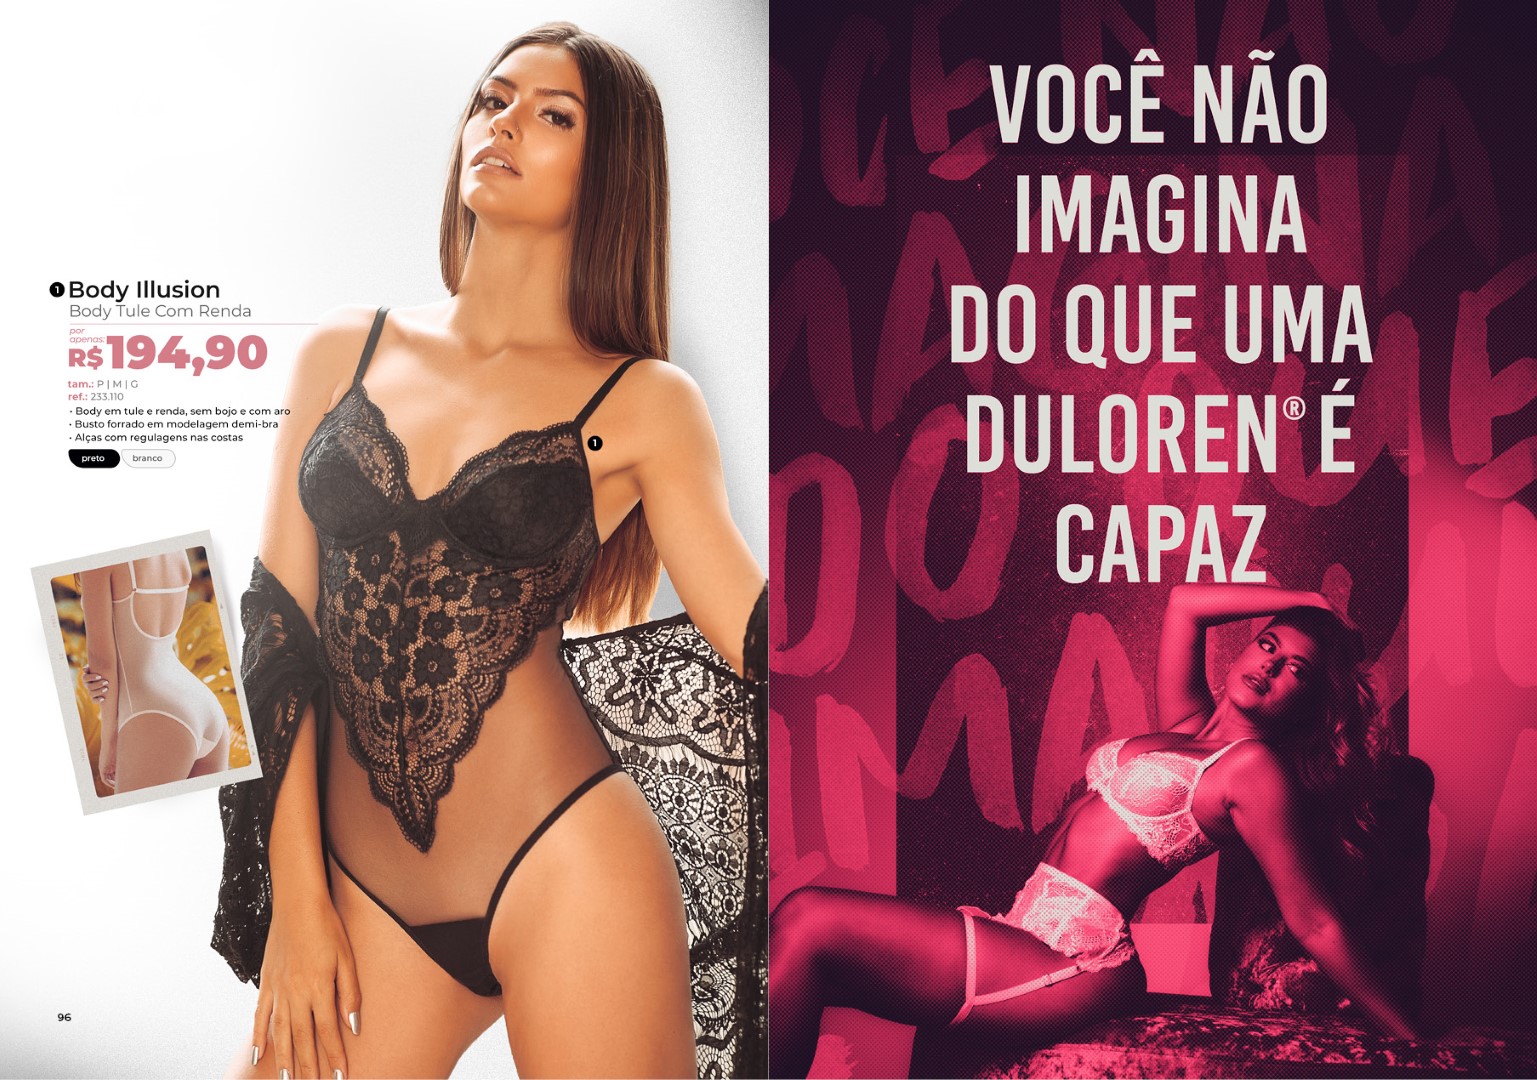 1 Body Illusion
Body Tule Com Renda
por
apenas:
R$194,90
tam.: P | M | G
ref.: 233.110
• Body em tule e renda, sem bojo e com aro
• Busto forrado em modelagem demi-bra
• Alças com regulagens nas costas
preto branco
1
96
VOCÊ NÃO
IMAGINA
DO QUE UMA
DULOREN® É
CAPAZ